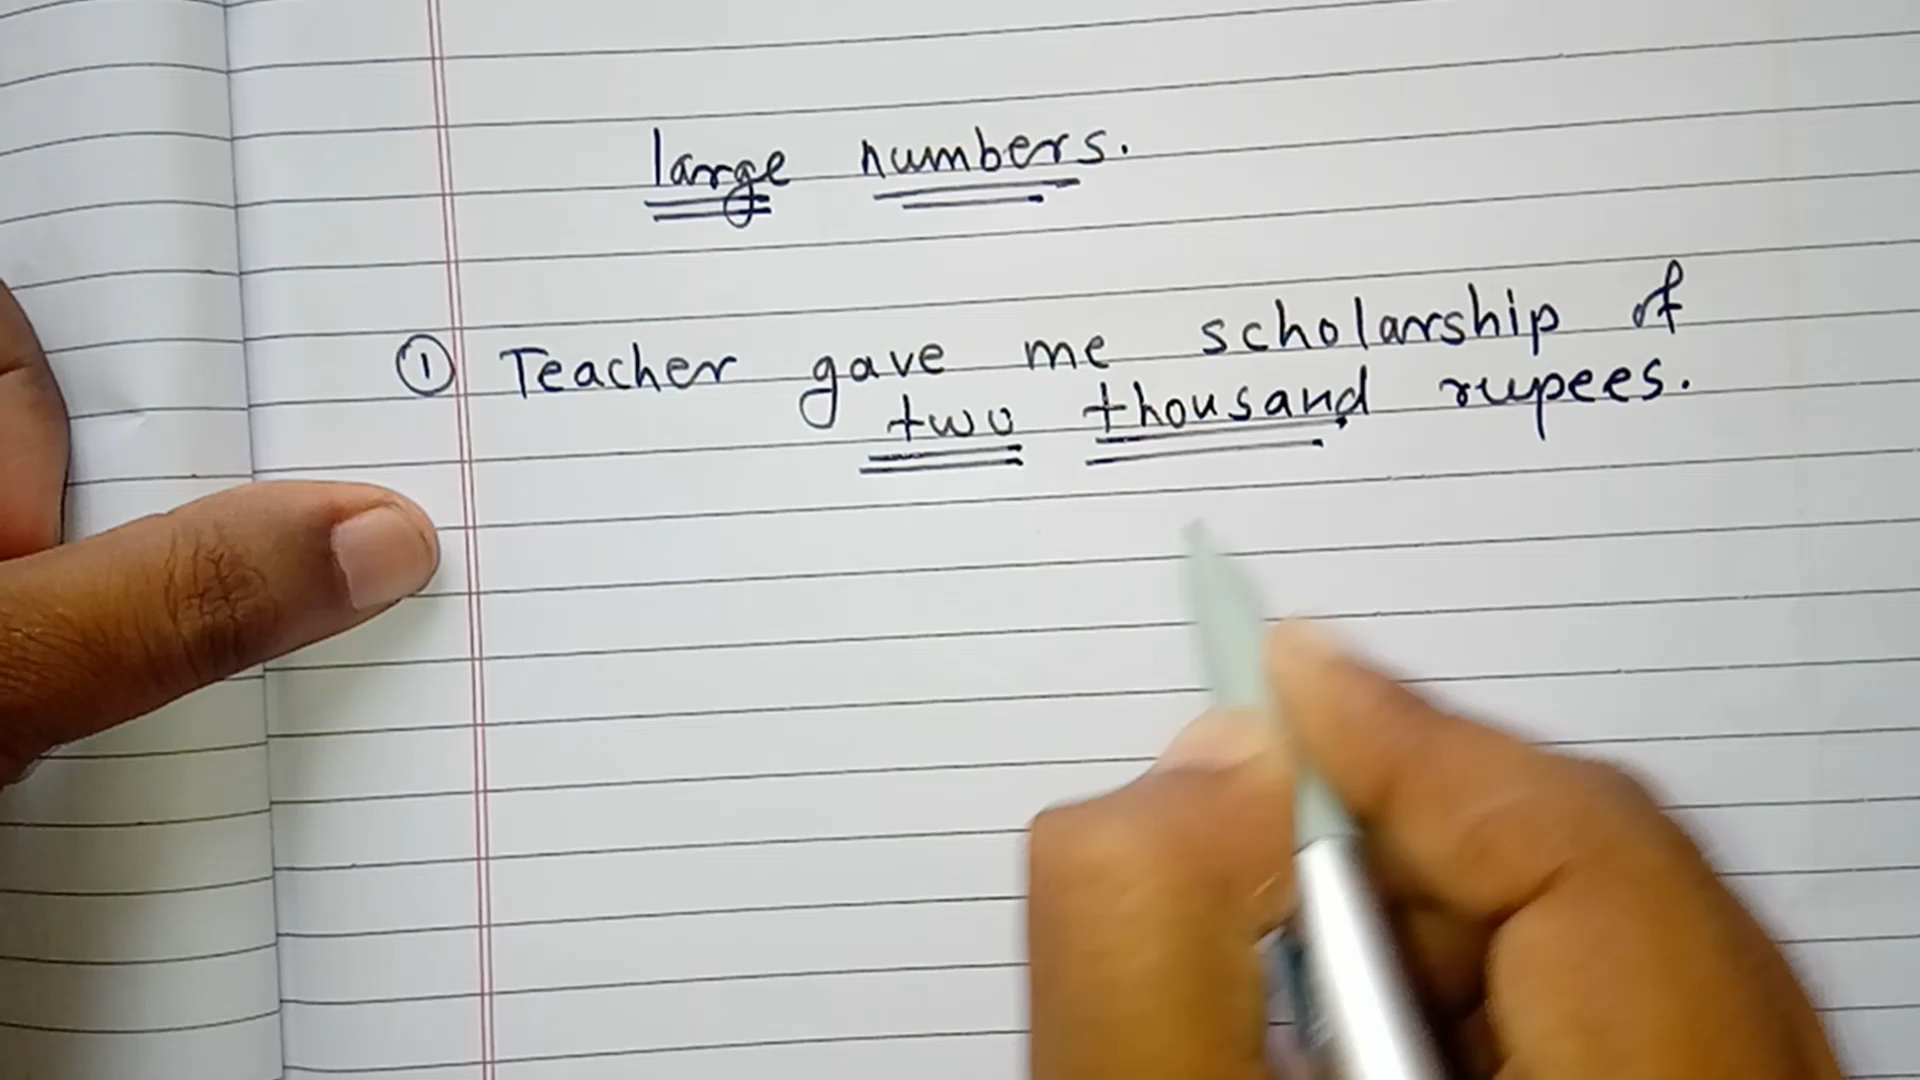 large numbers.
① Teacher gave me scholarship of
two thousand rupees.